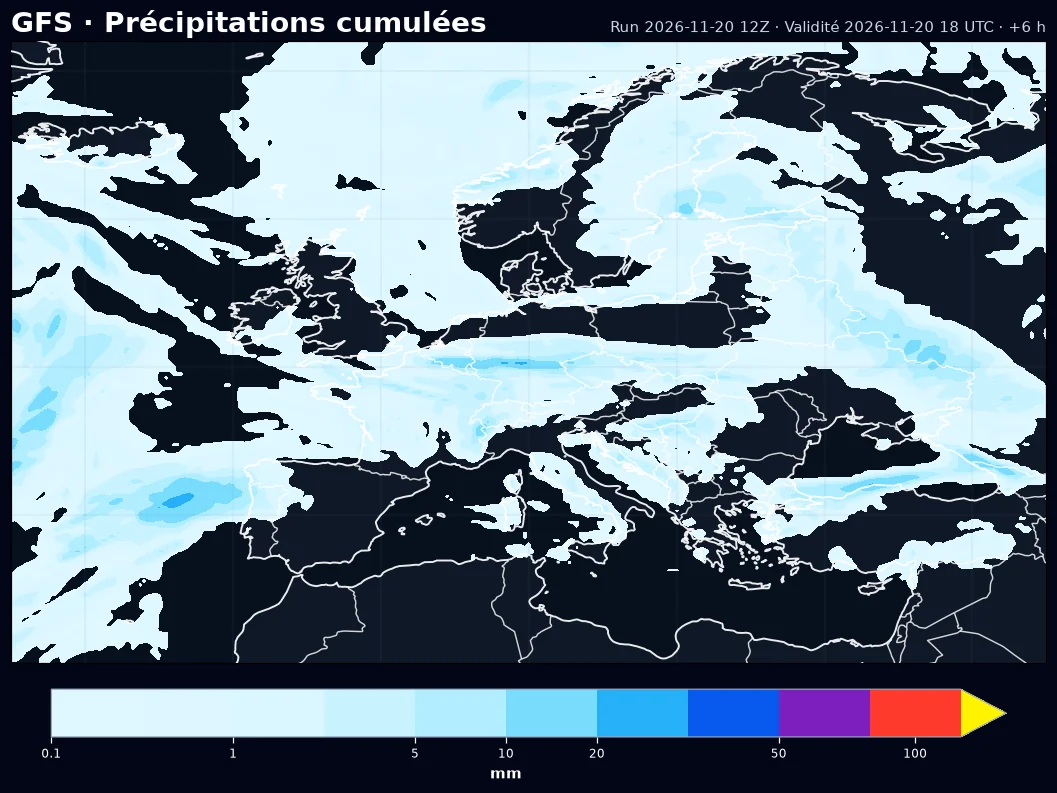 GFS · Précipitations cumulées
Run 2026-11-20 12Z · Validité 2026-11-20 18 UTC · +6 h
0.1 1 5 10 20 50 100
mm